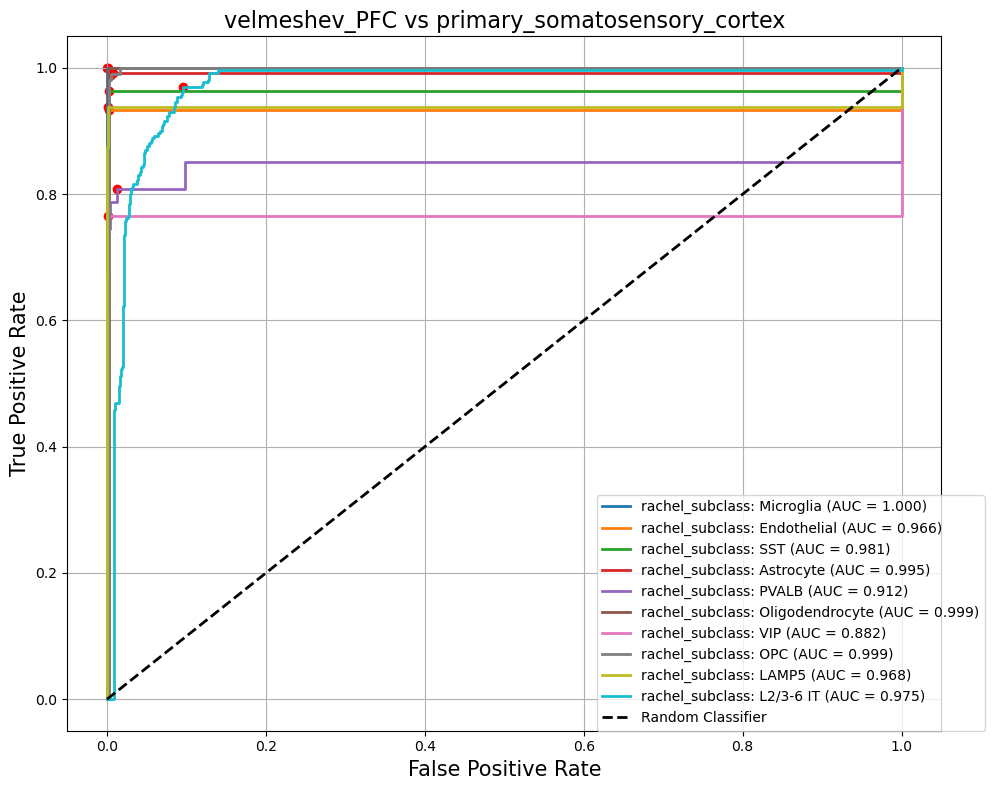 velmeshev_PFC vs primary_somatosensory_cortex
True Positive Rate
1.0
0.8
0.6
0.4
0.2
0.0
rachel_subclass: Microglia (AUC = 1.000)
rachel_subclass: Endothelial (AUC = 0.966)
rachel_subclass: SST (AUC = 0.981)
rachel_subclass: Astrocyte (AUC = 0.995)
rachel_subclass: PVALB (AUC = 0.912)
rachel_subclass: Oligodendrocyte (AUC = 0.999)
rachel_subclass: VIP (AUC = 0.882)
rachel_subclass: OPC (AUC = 0.999)
rachel_subclass: LAMP5 (AUC = 0.968)
rachel_subclass: L2/3-6 IT (AUC = 0.975)
Random Classifier
0.0 0.2 0.4 0.6 0.8 1.0
False Positive Rate